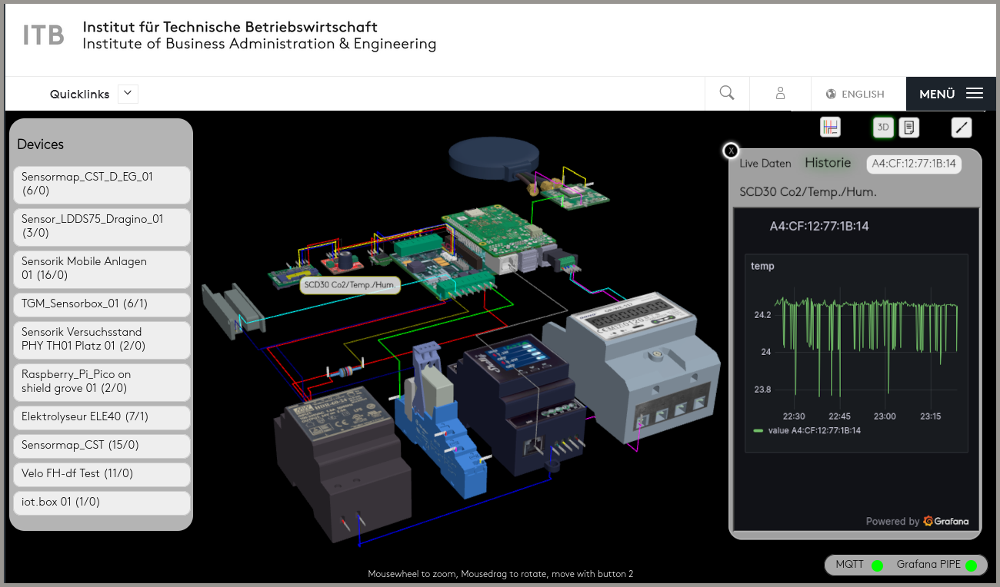 ITB
Institut für Technische Betriebswirtschaft
Institute of Business Administration & Engineering
Quicklinks
ENGLISH
MENÜ
Devices
Sensormap_CST_D_EG_01
(6/0)
Sensor_LDDS75_Dragino_01
(3/0)
Sensorik Mobile Anlagen
01 (16/0)
TGM_Sensorbox_01 (6/1)
Sensorik Versuchsstand
PHY TH01 Platz 01 (2/0)
Raspberry_Pi_Pico on
shield grove 01 (2/0)
Elektrolyseur ELE40 (7/1)
Sensormap_CST (15/0)
Velo FH-df Test (11/0)
iot.box 01 (1/0)
SCD30 Co2/Temp./Hum.
HDR-60-24
Shelly
3D
X
Live Daten
Historie
A4:CF:12:77:1B:14
SCD30 Co2/Temp./Hum.
A4:CF:12:77:1B:14
temp
24.2
24
23.8
22:30
22:45
23:00
23:15
value A4:CF:12:77:1B:14
Powered by Grafana
MQTT
Grafana PIPE
Mousewheel to zoom, Mousedrag to rotate, move with button 2